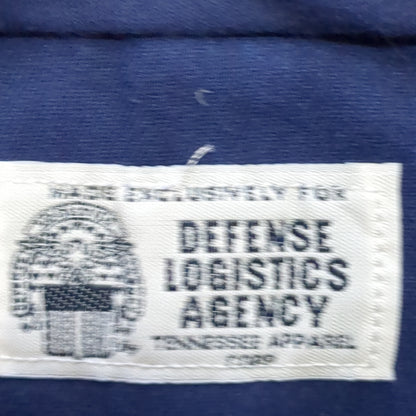 MADE EXCLUSIVELY FOR
DEFENSE
LOGISTICS
AGENCY
TENNESSEE APPAREL
CORP